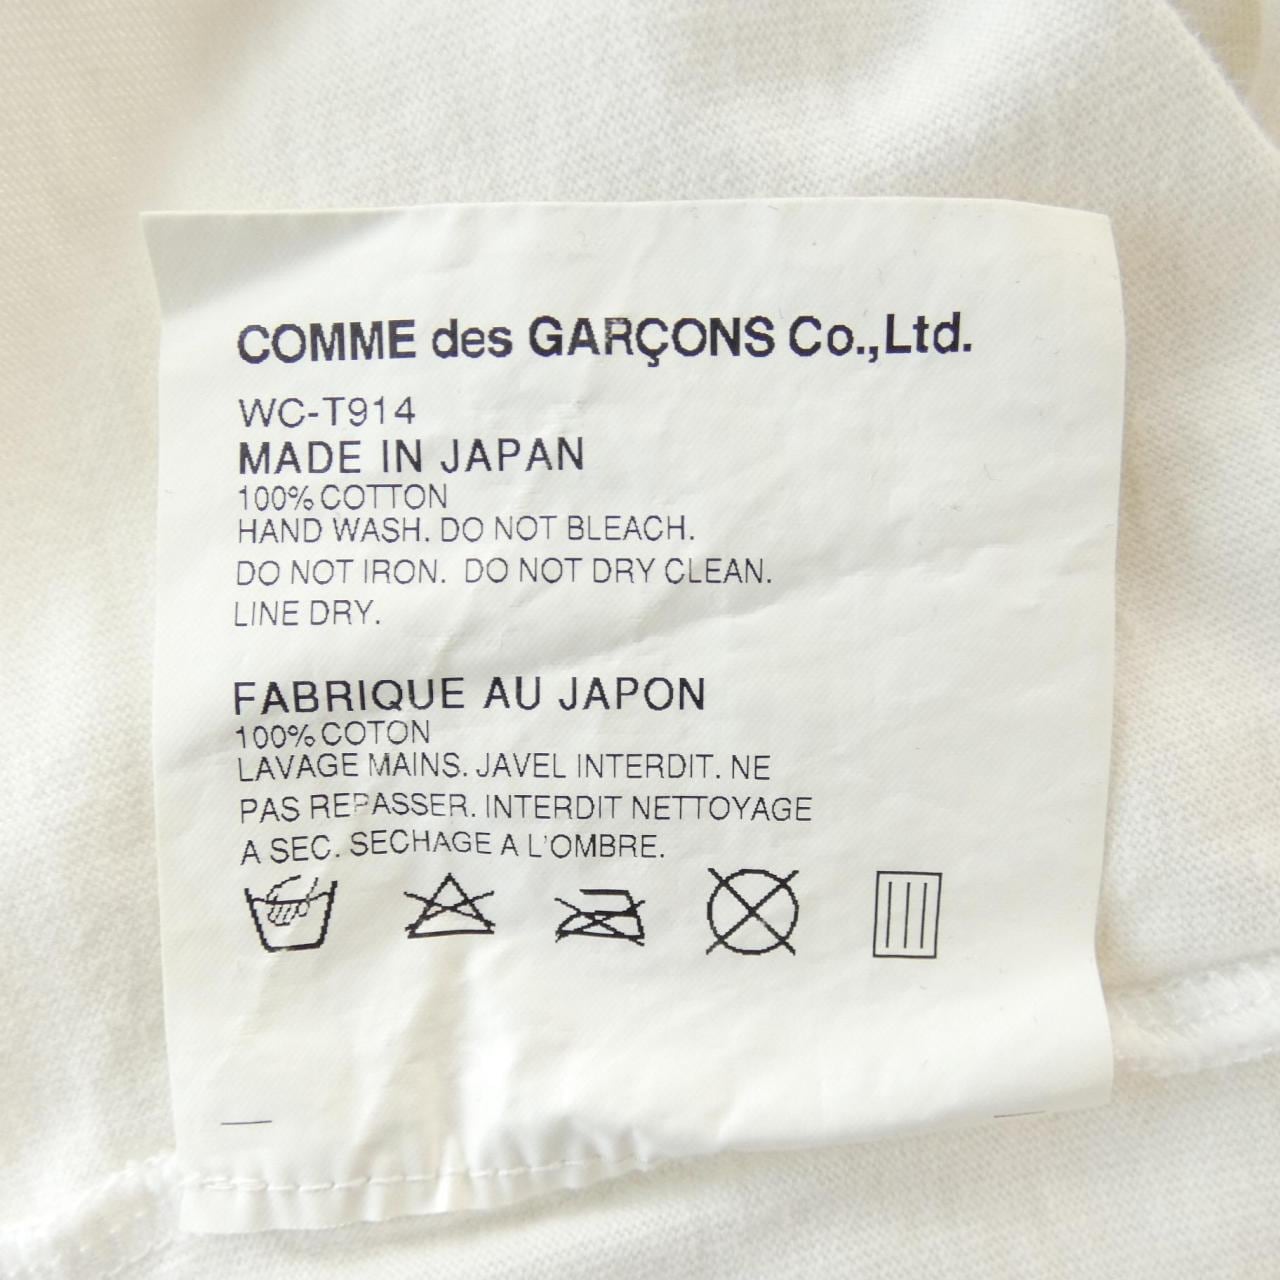 COMME des GARÇONS Co.,Ltd.
WC-T914
MADE IN JAPAN
100% COTTON
HAND WASH. DO NOT BLEACH.
DO NOT IRON. DO NOT DRY CLEAN.
LINE DRY.
FABRIQUE AU JAPON
100% COTON
LAVAGE MAINS. JAVEL INTERDIT. NE
PAS REPASSER. INTERDIT NETTOYAGE
A SEC. SECHAGE A L'OMBRE.